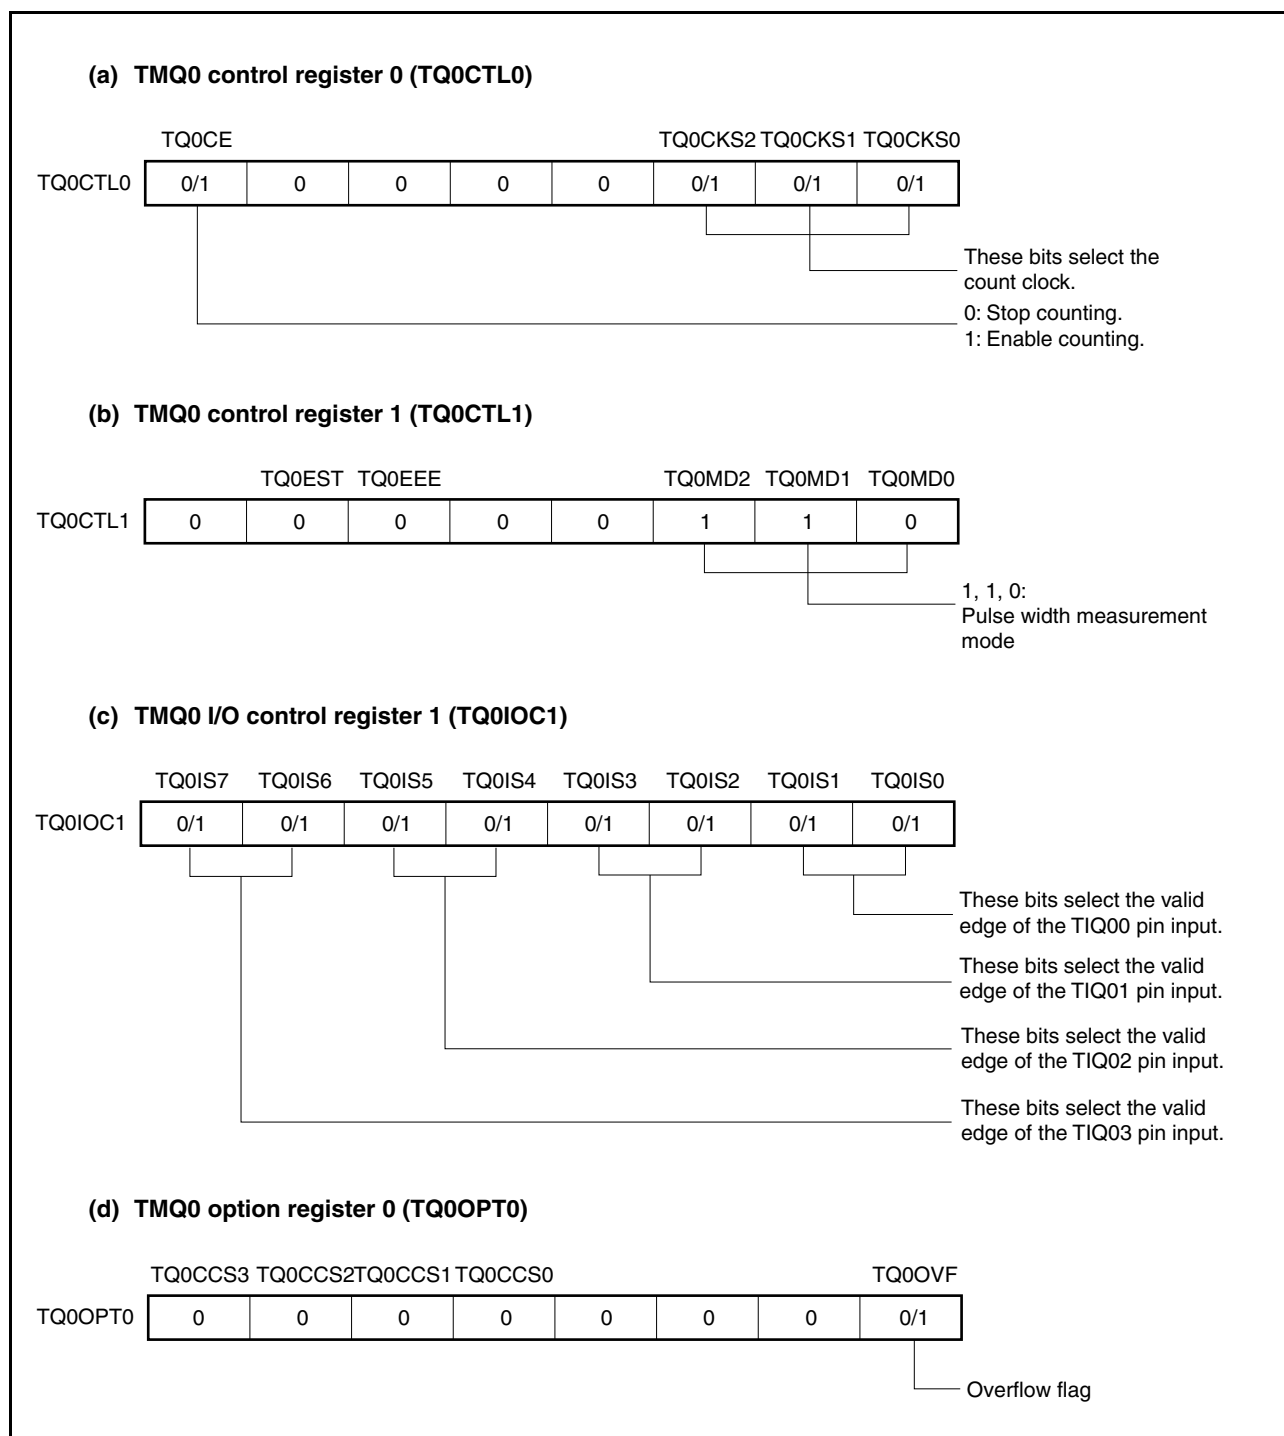 (a) TMQ0 control register 0 (TQ0CTL0)
TQ0CE TQ0CKS2 TQ0CKS1 TQ0CKS0
TQ0CTL0 0/1 0 0 0 0 0/1 0/1 0/1
These bits select the
count clock.
0: Stop counting.
1: Enable counting.
(b) TMQ0 control register 1 (TQ0CTL1)
TQ0EST TQ0EEE TQ0MD2 TQ0MD1 TQ0MD0
TQ0CTL1 0 0 0 0 0 1 1 0
1, 1, 0:
Pulse width measurement
mode
(c) TMQ0 I/O control register 1 (TQ0IOC1)
TQ0IS7 TQ0IS6 TQ0IS5 TQ0IS4 TQ0IS3 TQ0IS2 TQ0IS1 TQ0IS0
TQ0IOC1 0/1 0/1 0/1 0/1 0/1 0/1 0/1 0/1
These bits select the valid
edge of the TIQ00 pin input.
These bits select the valid
edge of the TIQ01 pin input.
These bits select the valid
edge of the TIQ02 pin input.
These bits select the valid
edge of the TIQ03 pin input.
(d) TMQ0 option register 0 (TQ0OPT0)
TQ0CCS3 TQ0CCS2 TQ0CCS1 TQ0CCS0 TQ0OVF
TQ0OPT0 0 0 0 0 0 0 0 0/1
Overflow flag